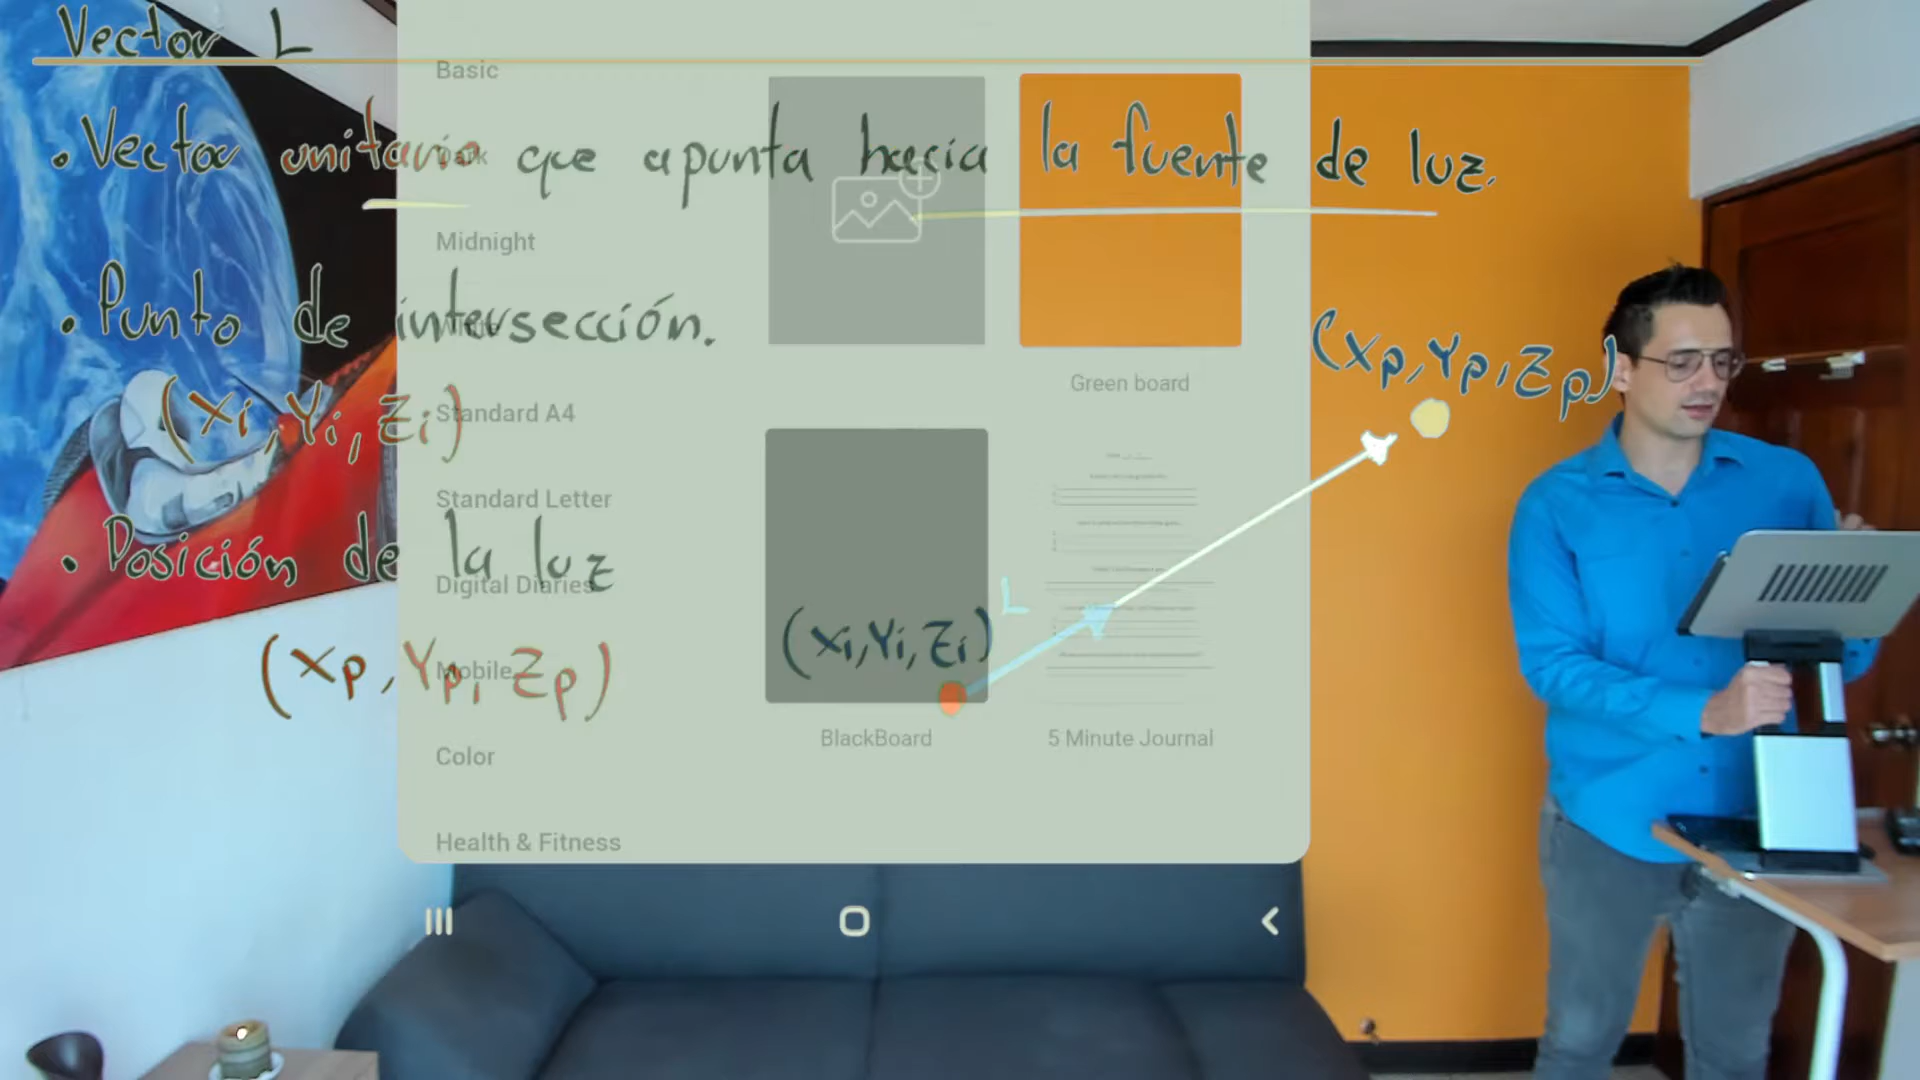 Vector L
• Vector unitario que apunta hacia la fuente de luz.
• Punto de intersección.
(xi, Yi, Zi)
• Posición de la luz
(xp, Yp, Zp)
(xp, Yp, Zp)
L
(xi, Yi, Zi)
Basic
Dark
Midnight
White
Standard A4
Standard Letter
Digital Diaries
Mobile
Color
Health & Fitness
Green board
BlackBoard
5 Minute Journal